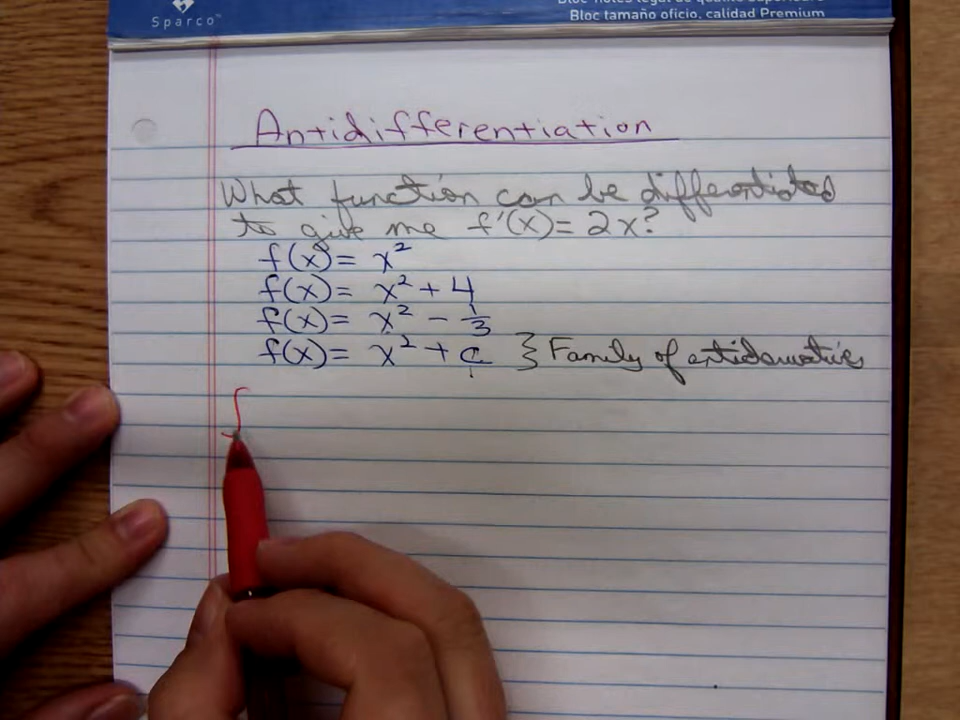 Sparco™
Bloc tamaño oficio, calidad Premium
Antidifferentiation
What function can be differentiated
to give me f'(x) = 2x?
f(x) = x²
f(x) = x² + 4
f(x) = x² - 1/3
f(x) = x² + c } Family of antiderivatives
∫